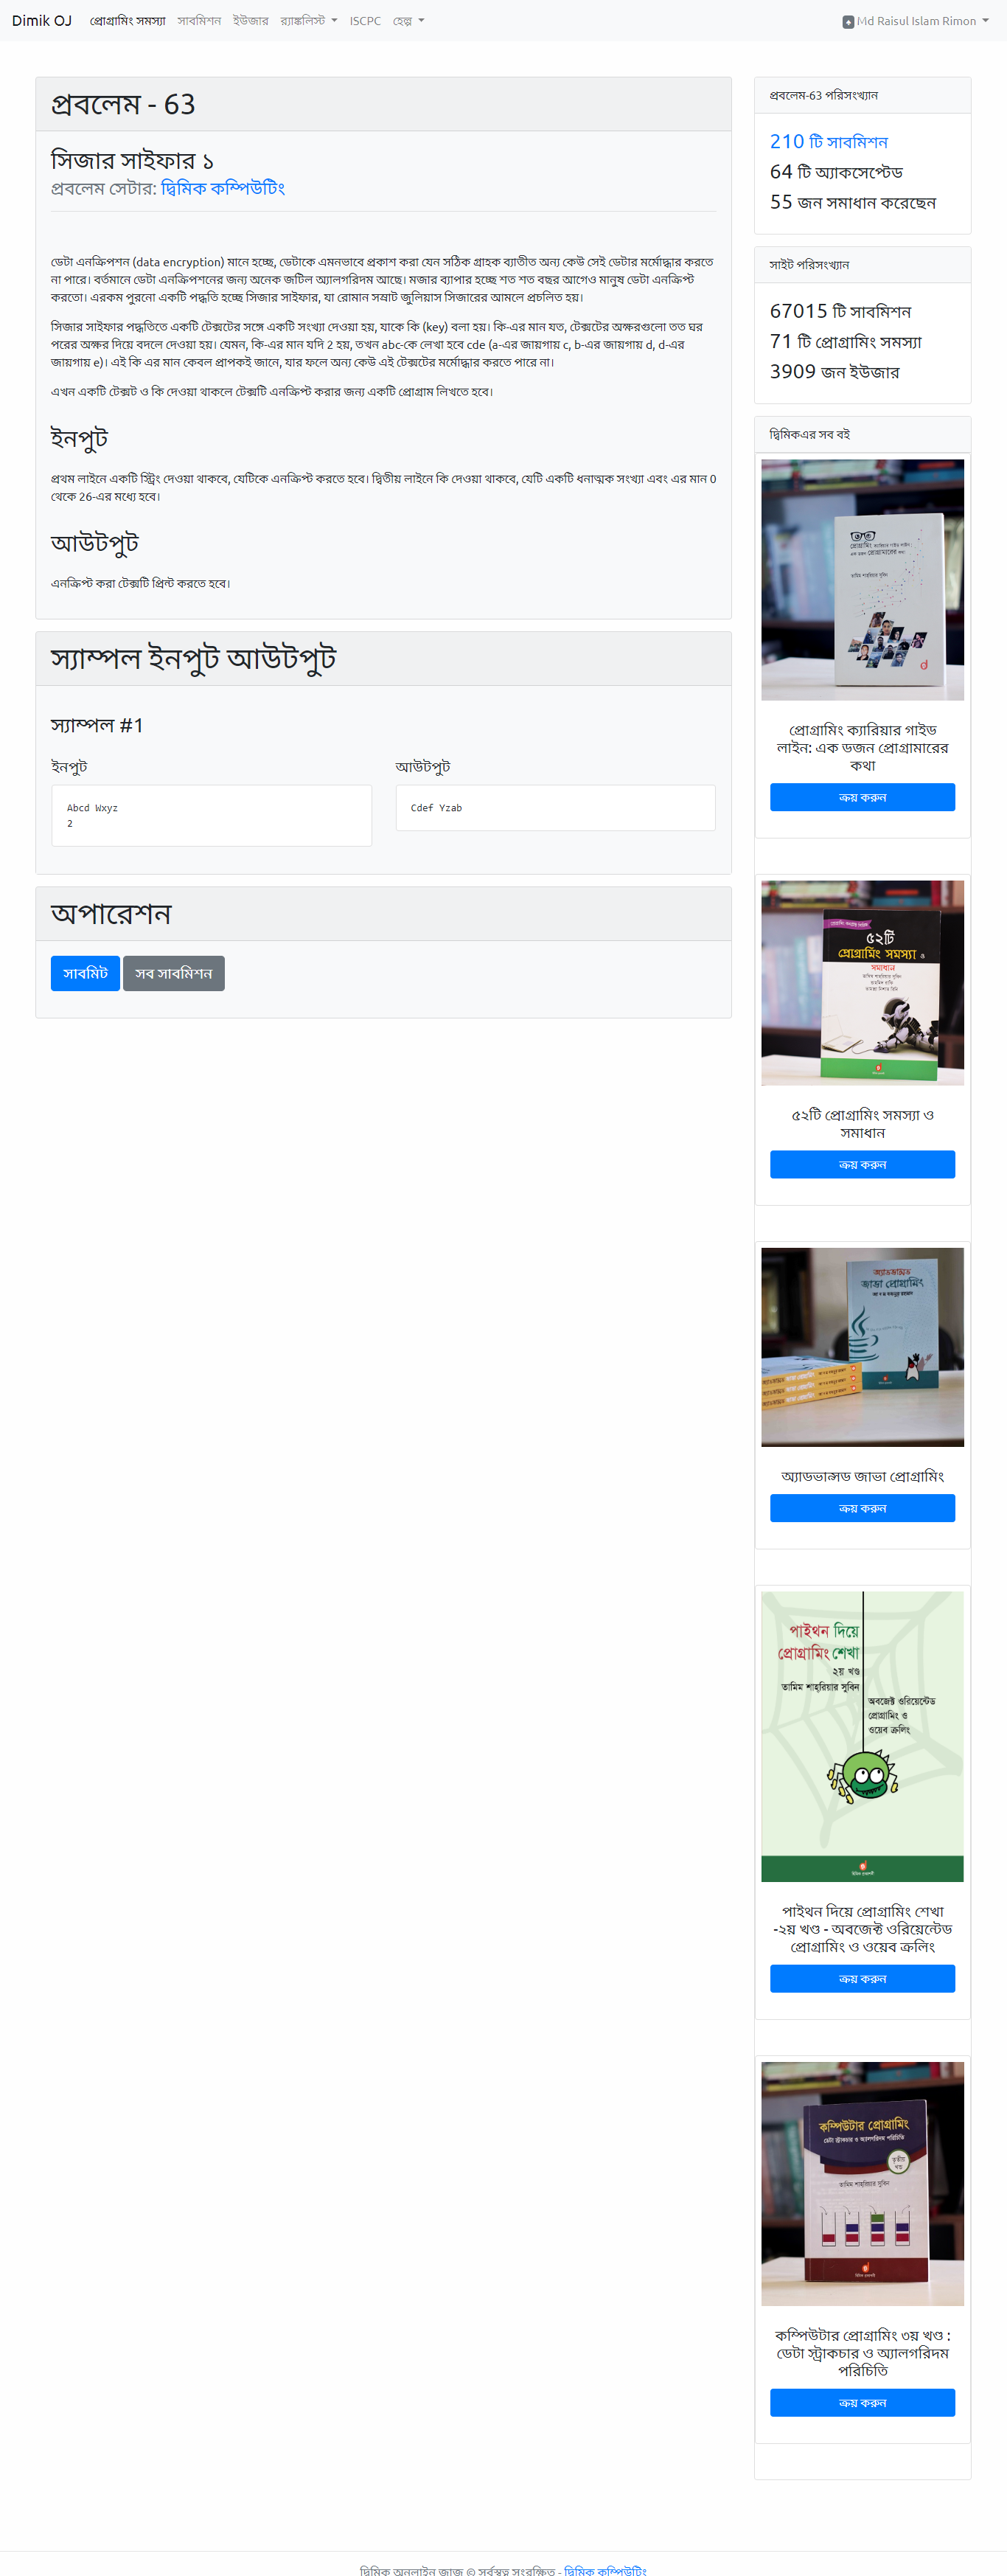 Dimik OJ প্রোগ্রামিং সমস্যা সাবমিশন ইউজার র‍্যাঙ্কলিস্ট ISCPC হেল্প Md Raisul Islam Rimon
প্রবলেম - 63
সিজার সাইফার ১
প্রবলেম সেটার: দ্বিমিক কম্পিউটিং
ডেটা এনক্রিপশন (data encryption) মানে হচ্ছে, ডেটাকে এমনভাবে প্রকাশ করা যেন সঠিক গ্রাহক ব্যাতীত অন্য কেউ সেই ডেটার মর্মোদ্ধার করতে
না পারে। বর্তমানে ডেটা এনক্রিপশনের জন্য অনেক জটিল অ্যালগরিদম আছে। মজার ব্যাপার হচ্ছে শত শত বছর আগেও মানুষ ডেটা এনক্রিপ্ট
করতো। এরকম পুরনো একটি পদ্ধতি হচ্ছে সিজার সাইফার, যা রোমান সম্রাট জুলিয়াস সিজারের আমলে প্রচলিত হয়।
সিজার সাইফার পদ্ধতিতে একটি টেক্সটের সঙ্গে একটি সংখ্যা দেওয়া হয়, যাকে কি (key) বলা হয়। কি-এর মান যত, টেক্সটের অক্ষরগুলো তত ঘর
পরের অক্ষর দিয়ে বদলে দেওয়া হয়। যেমন, কি-এর মান যদি 2 হয়, তখন abc-কে লেখা হবে cde (a-এর জায়গায় c, b-এর জায়গায় d, d-এর
জায়গায় e)। এই কি এর মান কেবল প্রাপকই জানে, যার ফলে অন্য কেউ এই টেক্সটের মর্মোদ্ধার করতে পারে না।
এখন একটি টেক্সট ও কি দেওয়া থাকলে টেক্সটি এনক্রিপ্ট করার জন্য একটি প্রোগ্রাম লিখতে হবে।
ইনপুট
প্রথম লাইনে একটি স্ট্রিং দেওয়া থাকবে, যেটিকে এনক্রিপ্ট করতে হবে। দ্বিতীয় লাইনে কি দেওয়া থাকবে, যেটি একটি ধনাত্মক সংখ্যা এবং এর মান 0
থেকে 26-এর মধ্যে হবে।
আউটপুট
এনক্রিপ্ট করা টেক্সটি প্রিন্ট করতে হবে।
স্যাম্পল ইনপুট আউটপুট
স্যাম্পল #1
ইনপুট
Abcd Wxyz
2
আউটপুট
Cdef Yzab
অপারেশন
সাবমিট সব সাবমিশন
প্রবলেম-63 পরিসংখ্যান
210 টি সাবমিশন
64 টি অ্যাকসেপ্টেড
55 জন সমাধান করেছেন
সাইট পরিসংখ্যান
67015 টি সাবমিশন
71 টি প্রোগ্রামিং সমস্যা
3909 জন ইউজার
দ্বিমিকএর সব বই
প্রোগ্রামিং ক্যারিয়ার গাইড লাইন:
এক ডজন প্রোগ্রামারের কথা
তামিম শাহরিয়ার সুবিন
প্রোগ্রামিং ক্যারিয়ার গাইড
লাইন: এক ডজন প্রোগ্রামারের
কথা
ক্রয় করুন
৫২টি
প্রোগ্রামিং সমস্যা ও
সমাধান
তামিম শাহরিয়ার সুবিন
৫২টি প্রোগ্রামিং সমস্যা ও
সমাধান
ক্রয় করুন
অ্যাডভান্সড
জাভা প্রোগ্রামিং
অ্যাডভান্সড জাভা প্রোগ্রামিং
ক্রয় করুন
পাইথন দিয়ে
প্রোগ্রামিং শেখা
২য় খণ্ড
তামিম শাহ্‌রিয়ার সুবিন
অবজেক্ট ওরিয়েন্টেড
প্রোগ্রামিং ও
ওয়েব ক্রলিং
পাইথন দিয়ে প্রোগ্রামিং শেখা
-২য় খণ্ড - অবজেক্ট ওরিয়েন্টেড
প্রোগ্রামিং ও ওয়েব ক্রলিং
ক্রয় করুন
কম্পিউটার প্রোগ্রামিং
ডেটা স্ট্রাকচার ও অ্যালগরিদম পরিচিতি
তৃতীয়
খণ্ড
তামিম শাহ্‌রিয়ার সুবিন
কম্পিউটার প্রোগ্রামিং ৩য় খণ্ড :
ডেটা স্ট্রাকচার ও অ্যালগরিদম
পরিচিতি
ক্রয় করুন
দ্বিমিক অনলাইন জাজ © সর্বস্বত্ব সংরক্ষিত - দ্বিমিক কম্পিউটিং